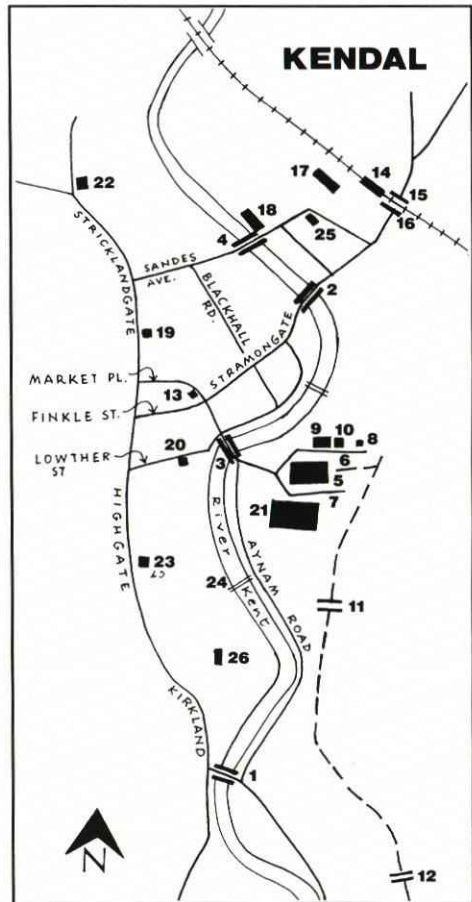 KENDAL
14
17
15
22
18
16
4
25
STRICKLANDGATE
SANDES
AVE.
BLACKHALL
RD.
2
19
STRAMONGATE
MARKET PL.
13
FINKLE ST.
9 10 8
20
6
LOWTHER
ST
3
5
7
21
HIGHGATE
River
Kent
AYNAM
ROAD
23
24
11
26
KIRKLAND
1
N
12